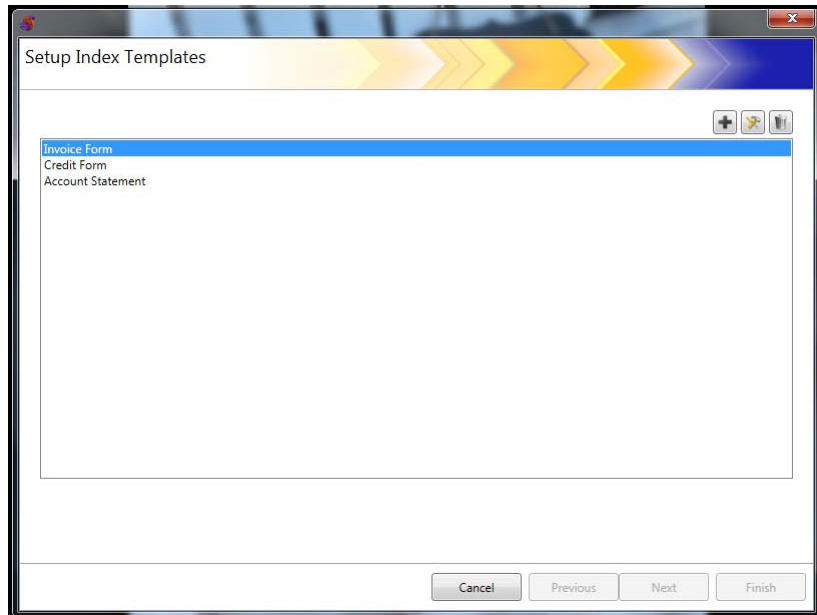 Setup Index Templates
Invoice Form
Credit Form
Account Statement
Cancel
Previous
Next
Finish